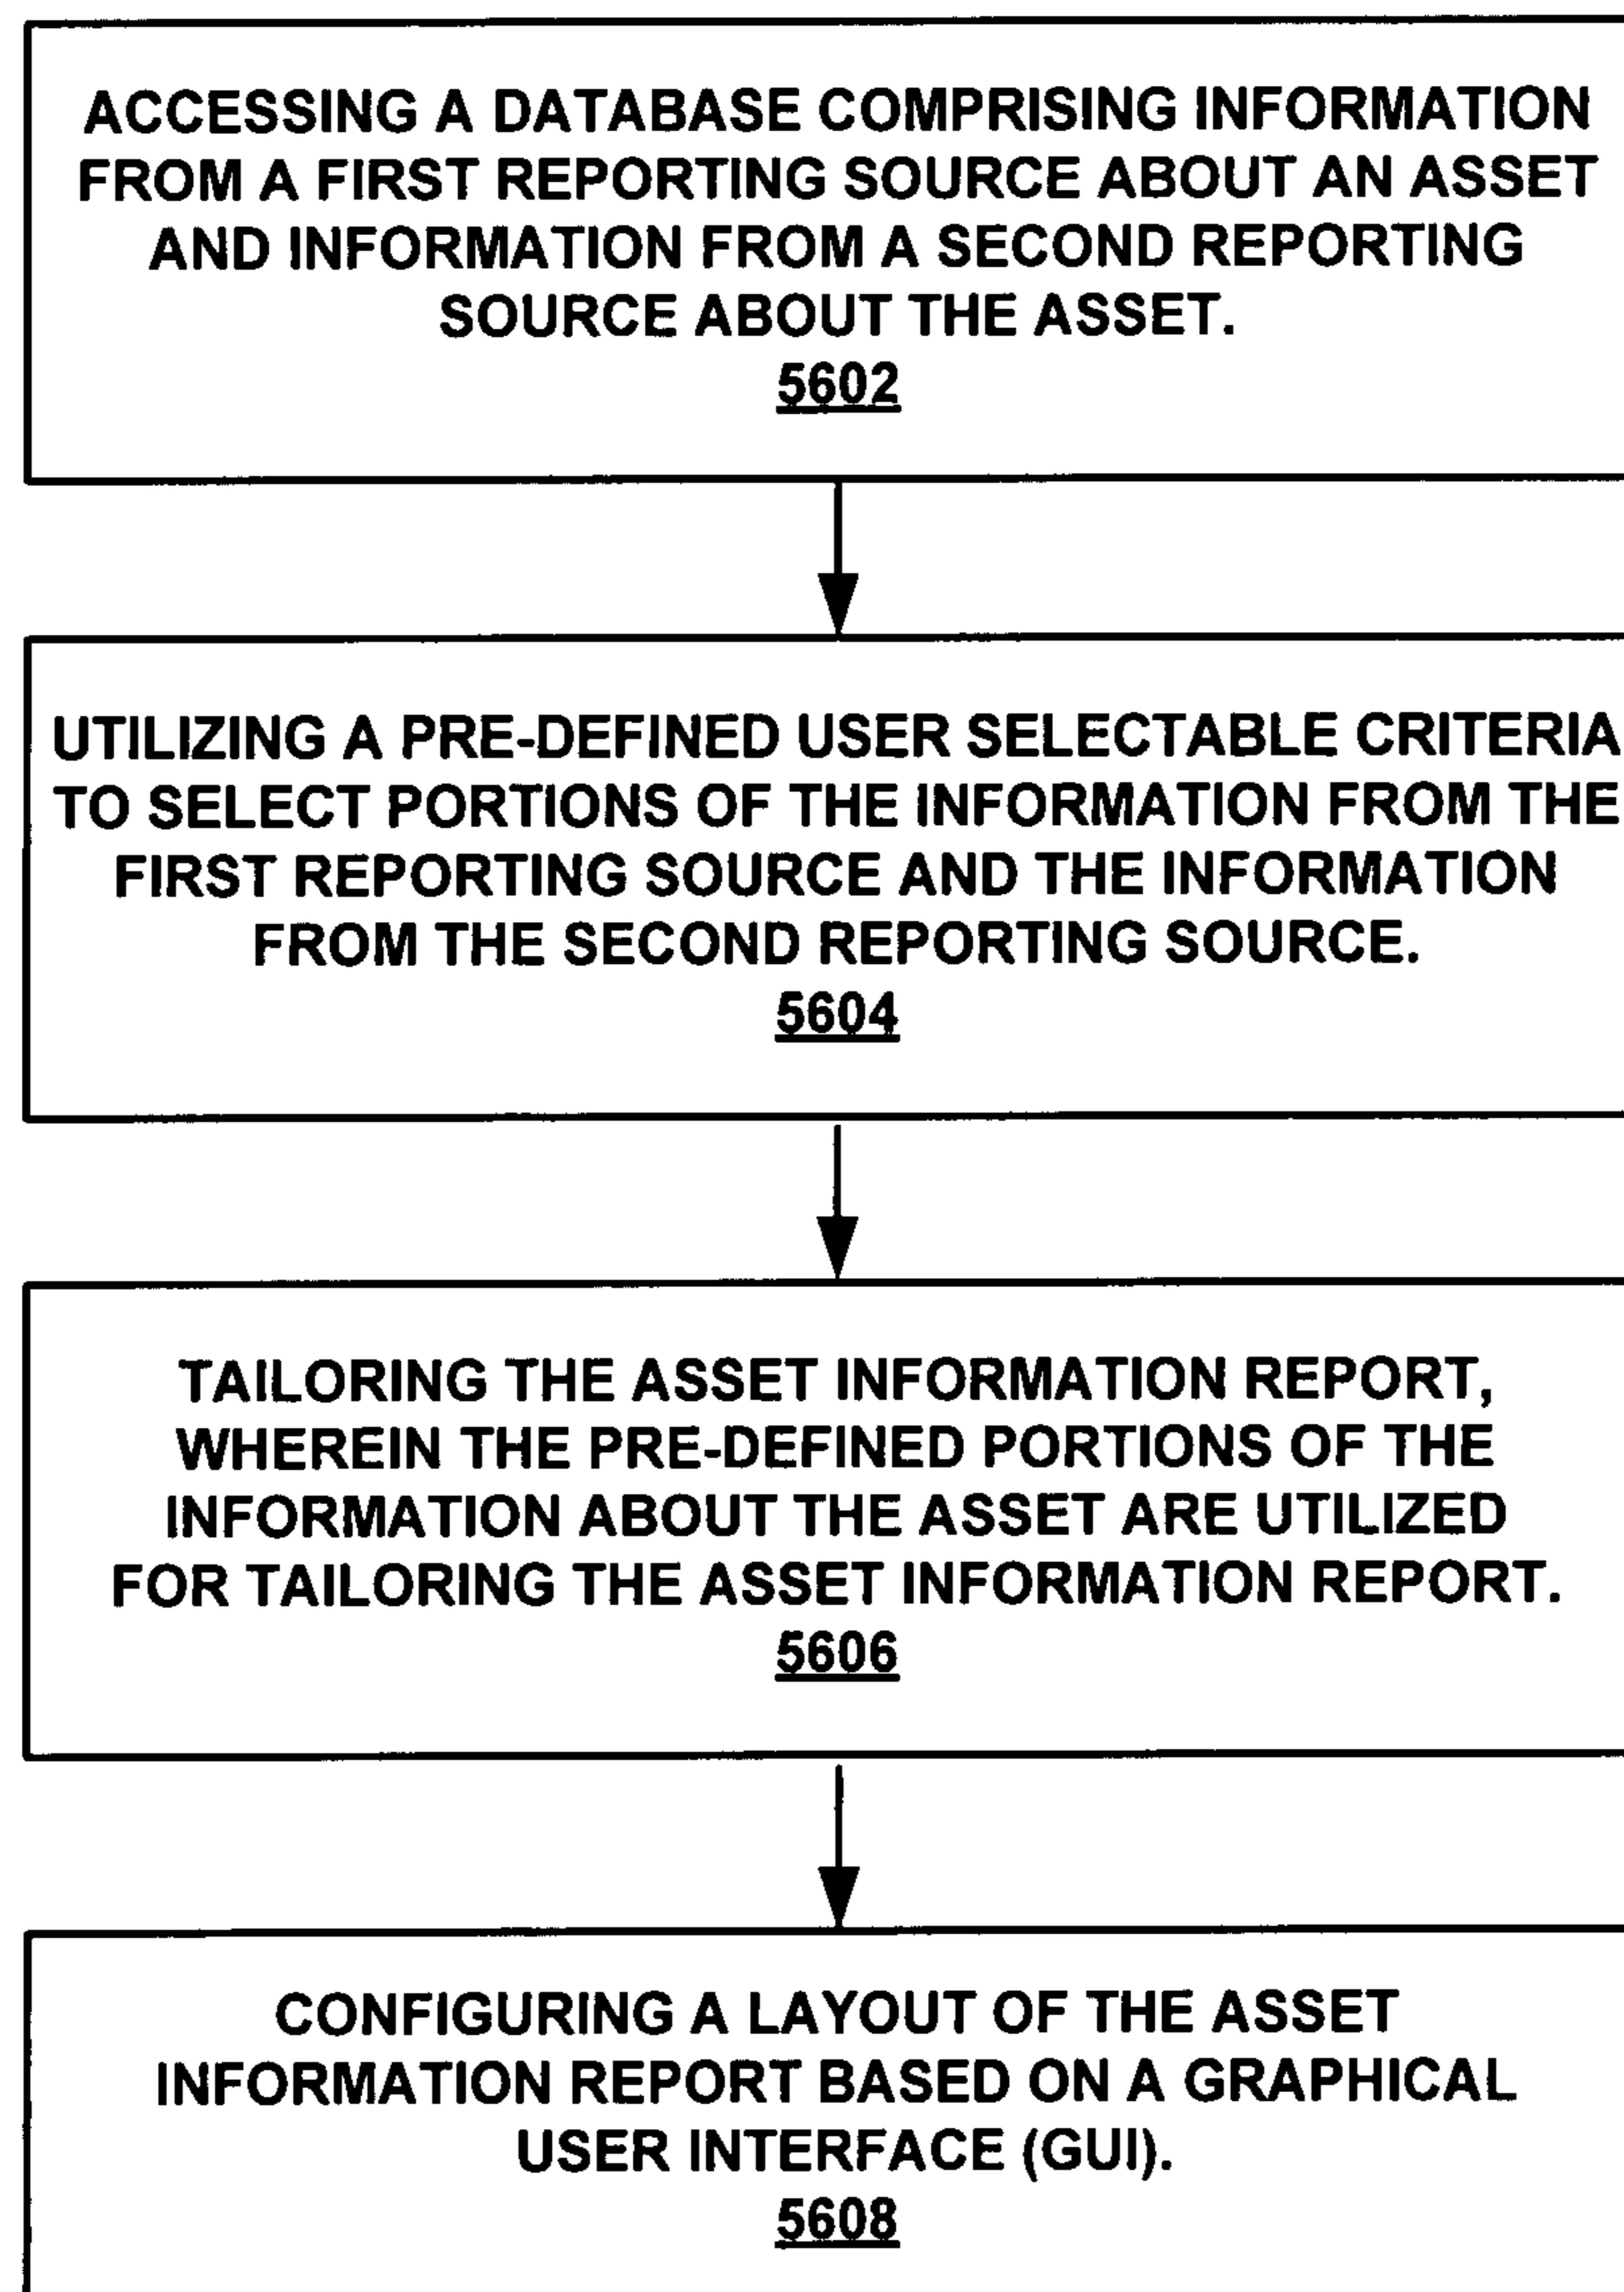 ACCESSING A DATABASE COMPRISING INFORMATION
FROM A FIRST REPORTING SOURCE ABOUT AN ASSET
AND INFORMATION FROM A SECOND REPORTING
SOURCE ABOUT THE ASSET.
5602
UTILIZING A PRE-DEFINED USER SELECTABLE CRITERIA
TO SELECT PORTIONS OF THE INFORMATION FROM THE
FIRST REPORTING SOURCE AND THE INFORMATION
FROM THE SECOND REPORTING SOURCE.
5604
TAILORING THE ASSET INFORMATION REPORT,
WHEREIN THE PRE-DEFINED PORTIONS OF THE
INFORMATION ABOUT THE ASSET ARE UTILIZED
FOR TAILORING THE ASSET INFORMATION REPORT.
5606
CONFIGURING A LAYOUT OF THE ASSET
INFORMATION REPORT BASED ON A GRAPHICAL
USER INTERFACE (GUI).
5608